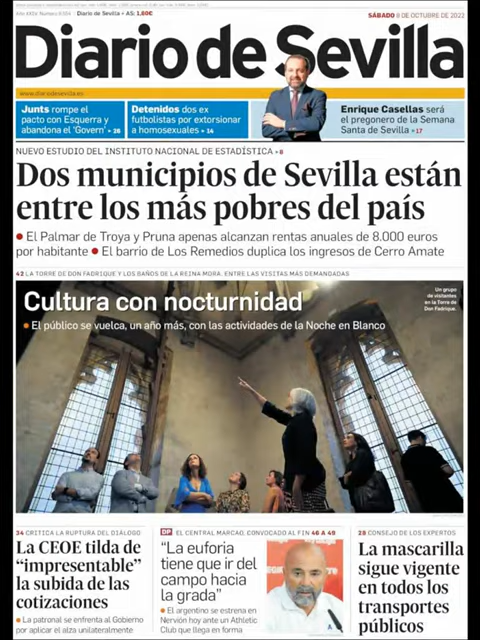 Diario de Sevilla + AS: 1,60€
SÁBADO 8 DE OCTUBRE DE 2022
Diario de Sevilla
www.diariodesevilla.es
Junts rompe el
pacto con Esquerra y
abandona el ‘Govern’ ▸ 26
Detenidos dos ex
futbolistas por extorsionar
a homosexuales ▸ 14
Enrique Casellas será
el pregonero de la Semana
Santa de Sevilla ▸ 17
NUEVO ESTUDIO DEL INSTITUTO NACIONAL DE ESTADÍSTICA ▸ 8
Dos municipios de Sevilla están
entre los más pobres del país
● El Palmar de Troya y Pruna apenas alcanzan rentas anuales de 8.000 euros
por habitante ● El barrio de Los Remedios duplica los ingresos de Cerro Amate
42 LA TORRE DE DON FADRIQUE Y LOS BAÑOS DE LA REINA MORA, ENTRE LAS VISITAS MÁS DEMANDADAS
Cultura con nocturnidad
● El público se vuelca, un año más, con las actividades de la Noche en Blanco
Un grupo
de visitantes
en la Torre de
Don Fadrique.
34 CRITICA LA RUPTURA DEL DIÁLOGO
La CEOE tilda de
“impresentable”
la subida de las
cotizaciones
● La patronal se enfrenta al Gobierno
por aplicar el alza unilateralmente
DP EL CENTRAL MARCAO, CONVOCADO AL FIN 46 A 49
“La euforia
tiene que ir del
campo hacia
la grada”
● El argentino se estrena en
Nervión hoy ante un Athletic
Club que llega en forma
28 CONSEJO DE LOS EXPERTOS
La mascarilla
sigue vigente
en todos los
transportes
públicos